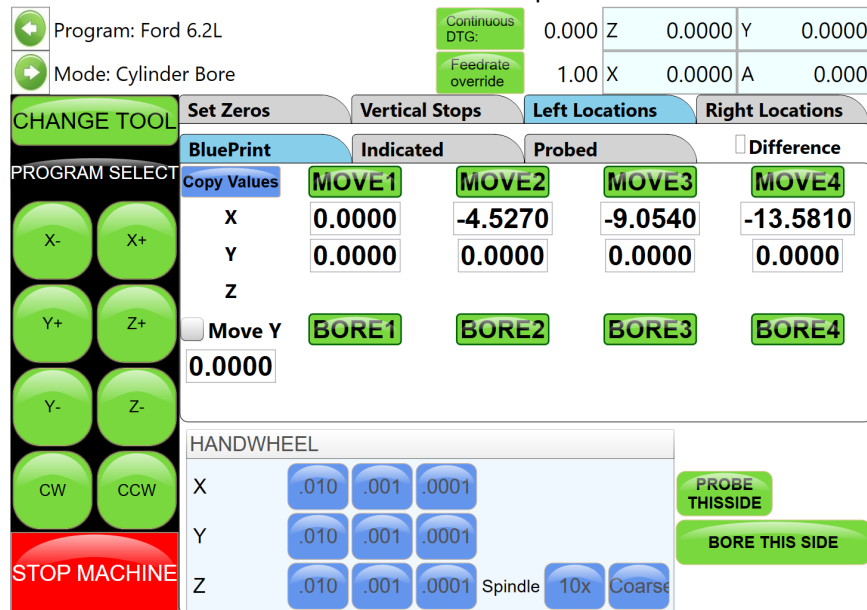 Program: Ford 6.2L Continuous DTG: 0.000 Z 0.0000 Y 0.0000
Mode: Cylinder Bore Feedrate override 1.00 X 0.0000 A 0.000
CHANGE TOOL Set Zeros Vertical Stops Left Locations Right Locations
BluePrint Indicated Probed Difference
PROGRAM SELECT Copy Values MOVE1 MOVE2 MOVE3 MOVE4
X 0.0000 -4.5270 -9.0540 -13.5810
X- X+
Y 0.0000 0.0000 0.0000 0.0000
Z
Y+ Z+ Move Y BORE1 BORE2 BORE3 BORE4
0.0000
Y- Z-
HANDWHEEL
CW CCW X .010 .001 .0001 PROBE THISSIDE
Y .010 .001 .0001 BORE THIS SIDE
STOP MACHINE Z .010 .001 .0001 Spindle 10x Coarse